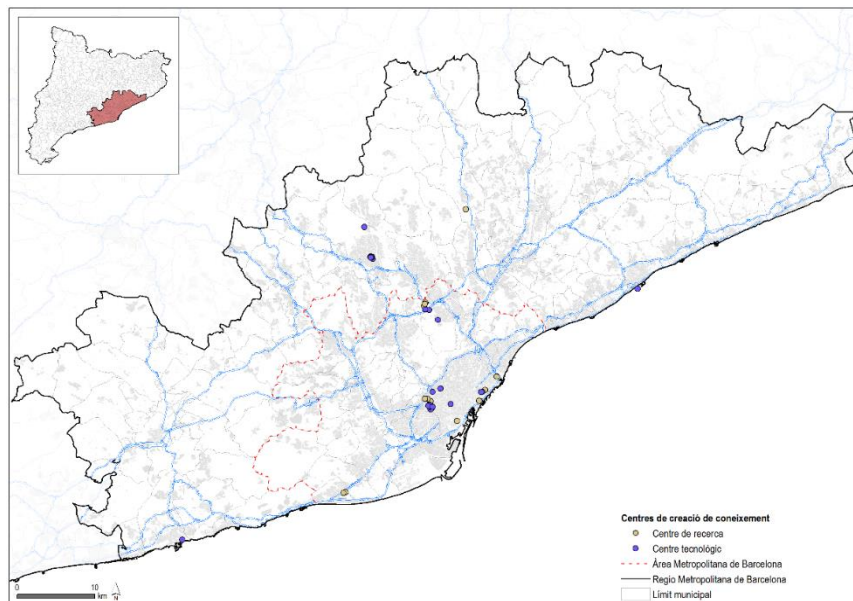 Centres de creació de coneixement
Centre de recerca
Centre tecnològic
Àrea Metropolitana de Barcelona
Regio Metropolitana de Barcelona
Límit municipal
0
10
km
N